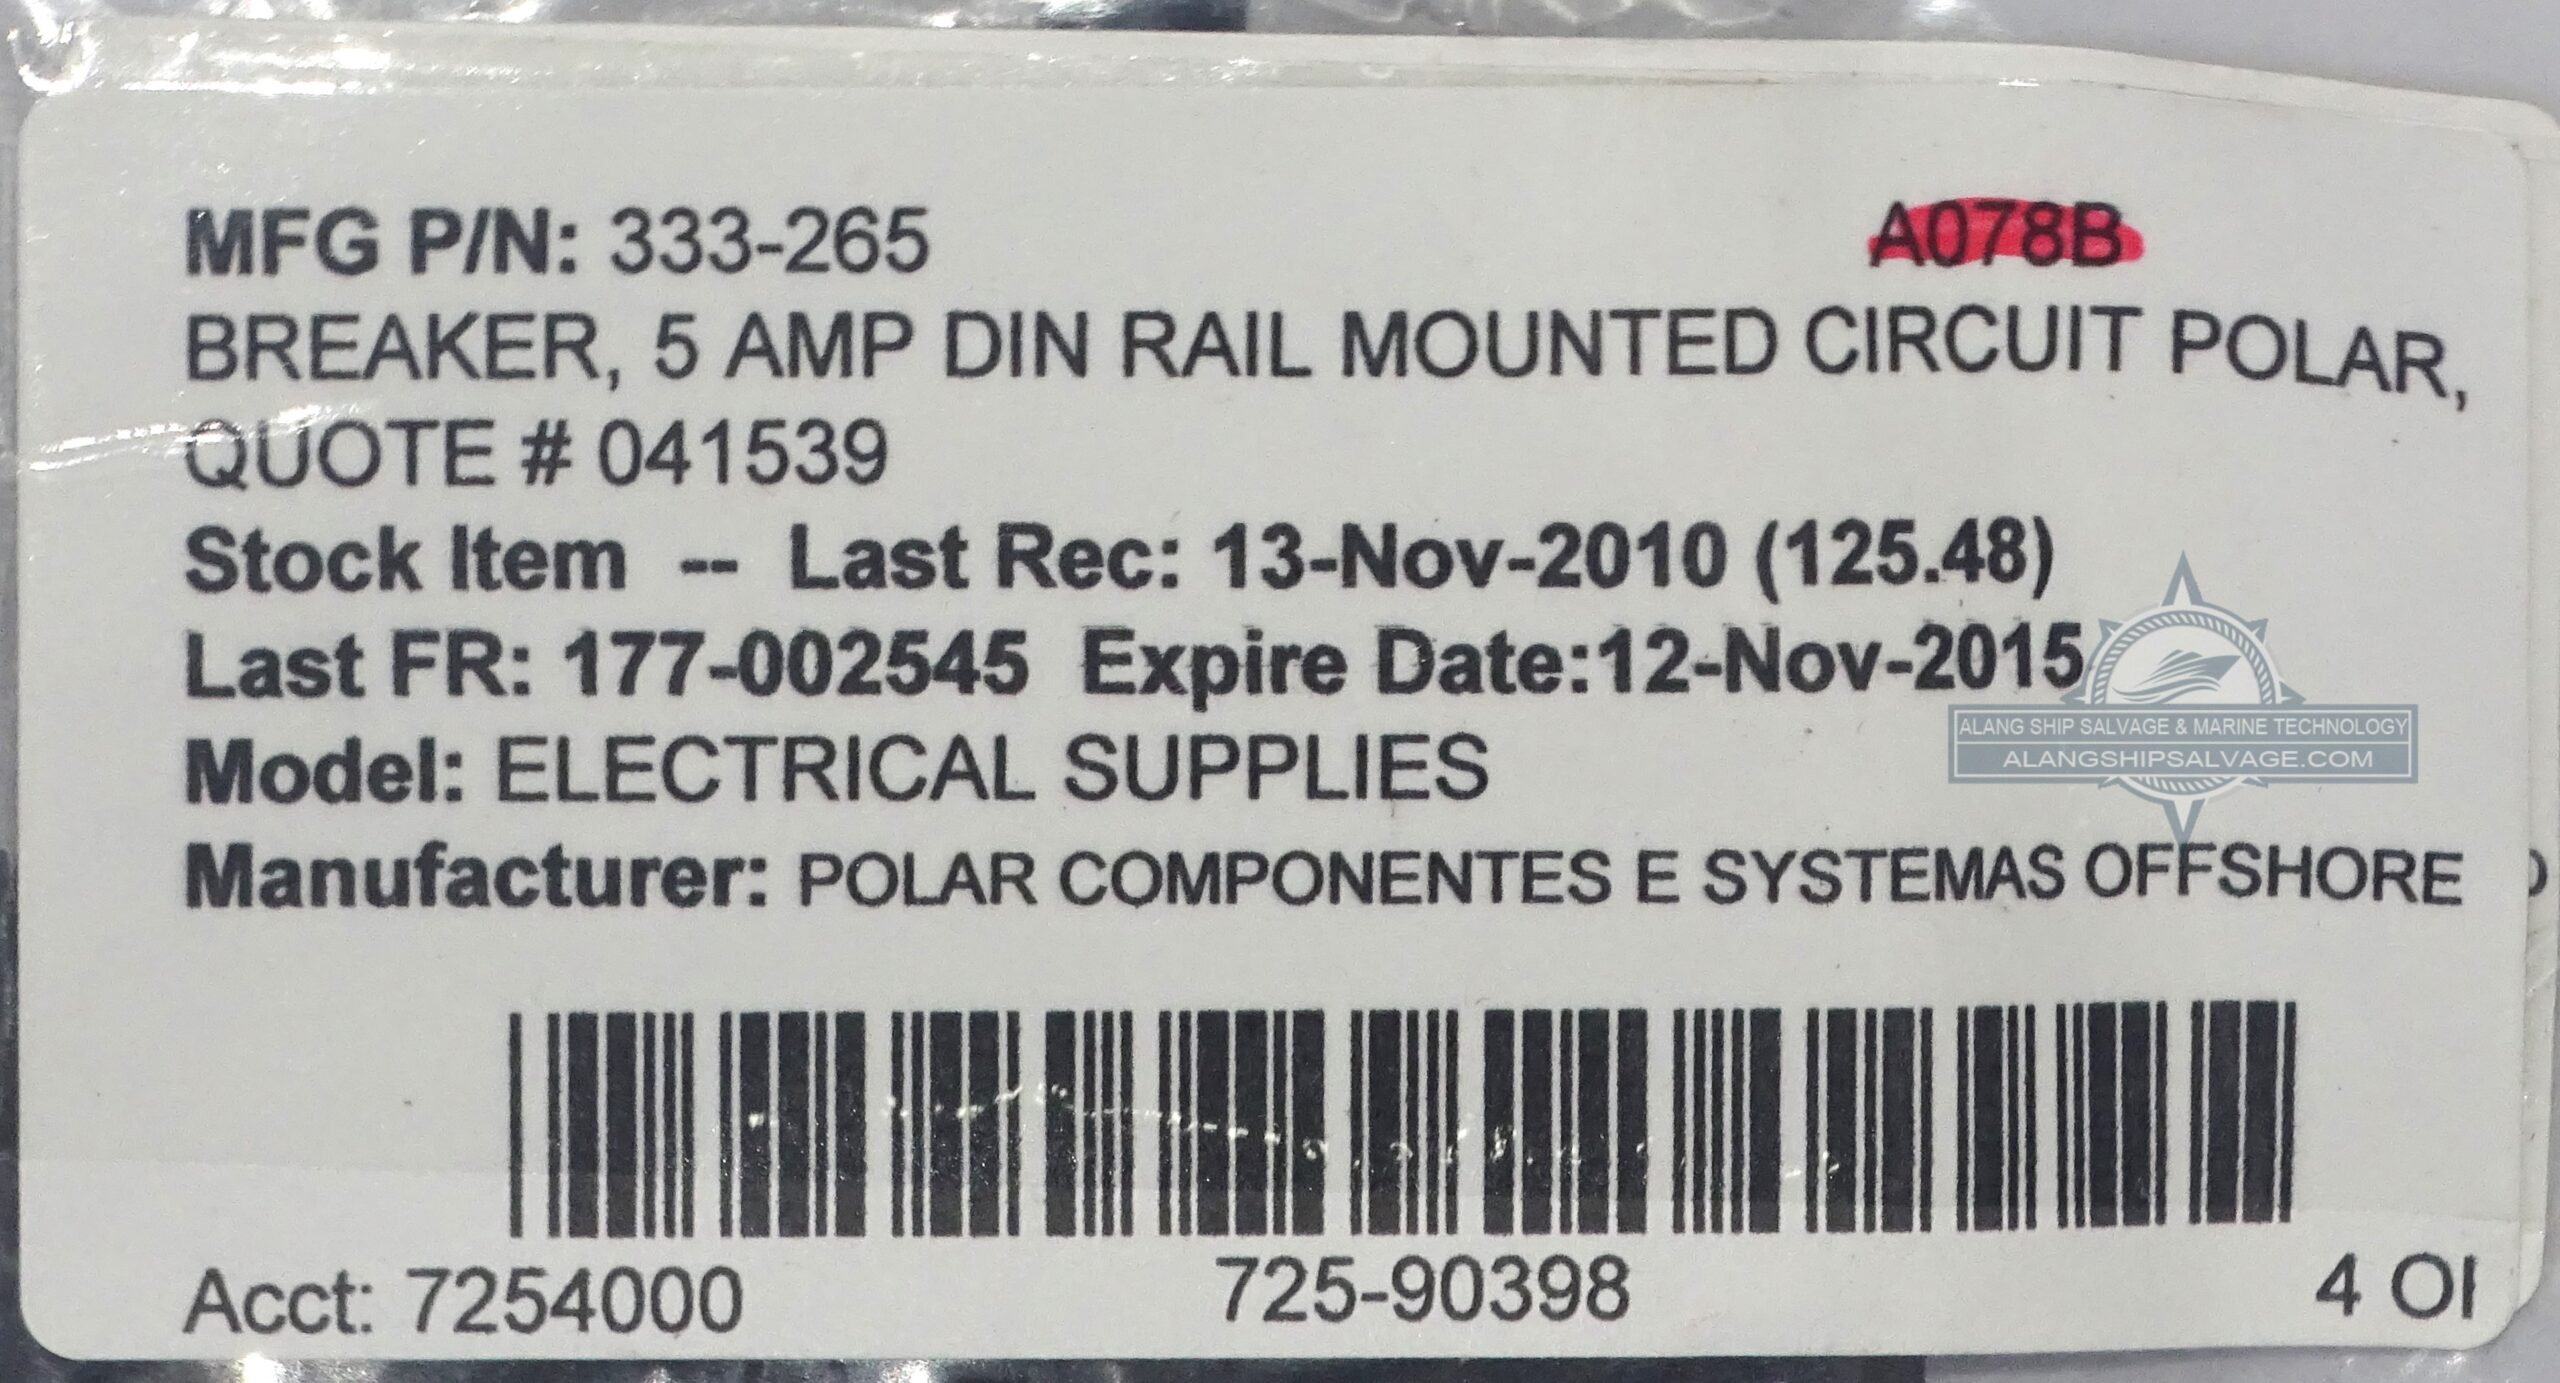 MFG P/N: 333-265 A078B
BREAKER, 5 AMP DIN RAIL MOUNTED CIRCUIT POLAR,
QUOTE # 041539
Stock Item -- Last Rec: 13-Nov-2010 (125.48)
Last FR: 177-002545 Expire Date:12-Nov-2015
Model: ELECTRICAL SUPPLIES
ALANG SHIP SALVAGE & MARINE TECHNOLOGY
ALANGSHIPSALVAGE.COM
Manufacturer: POLAR COMPONENTES E SYSTEMAS OFFSHORE
Acct: 7254000 725-90398 4